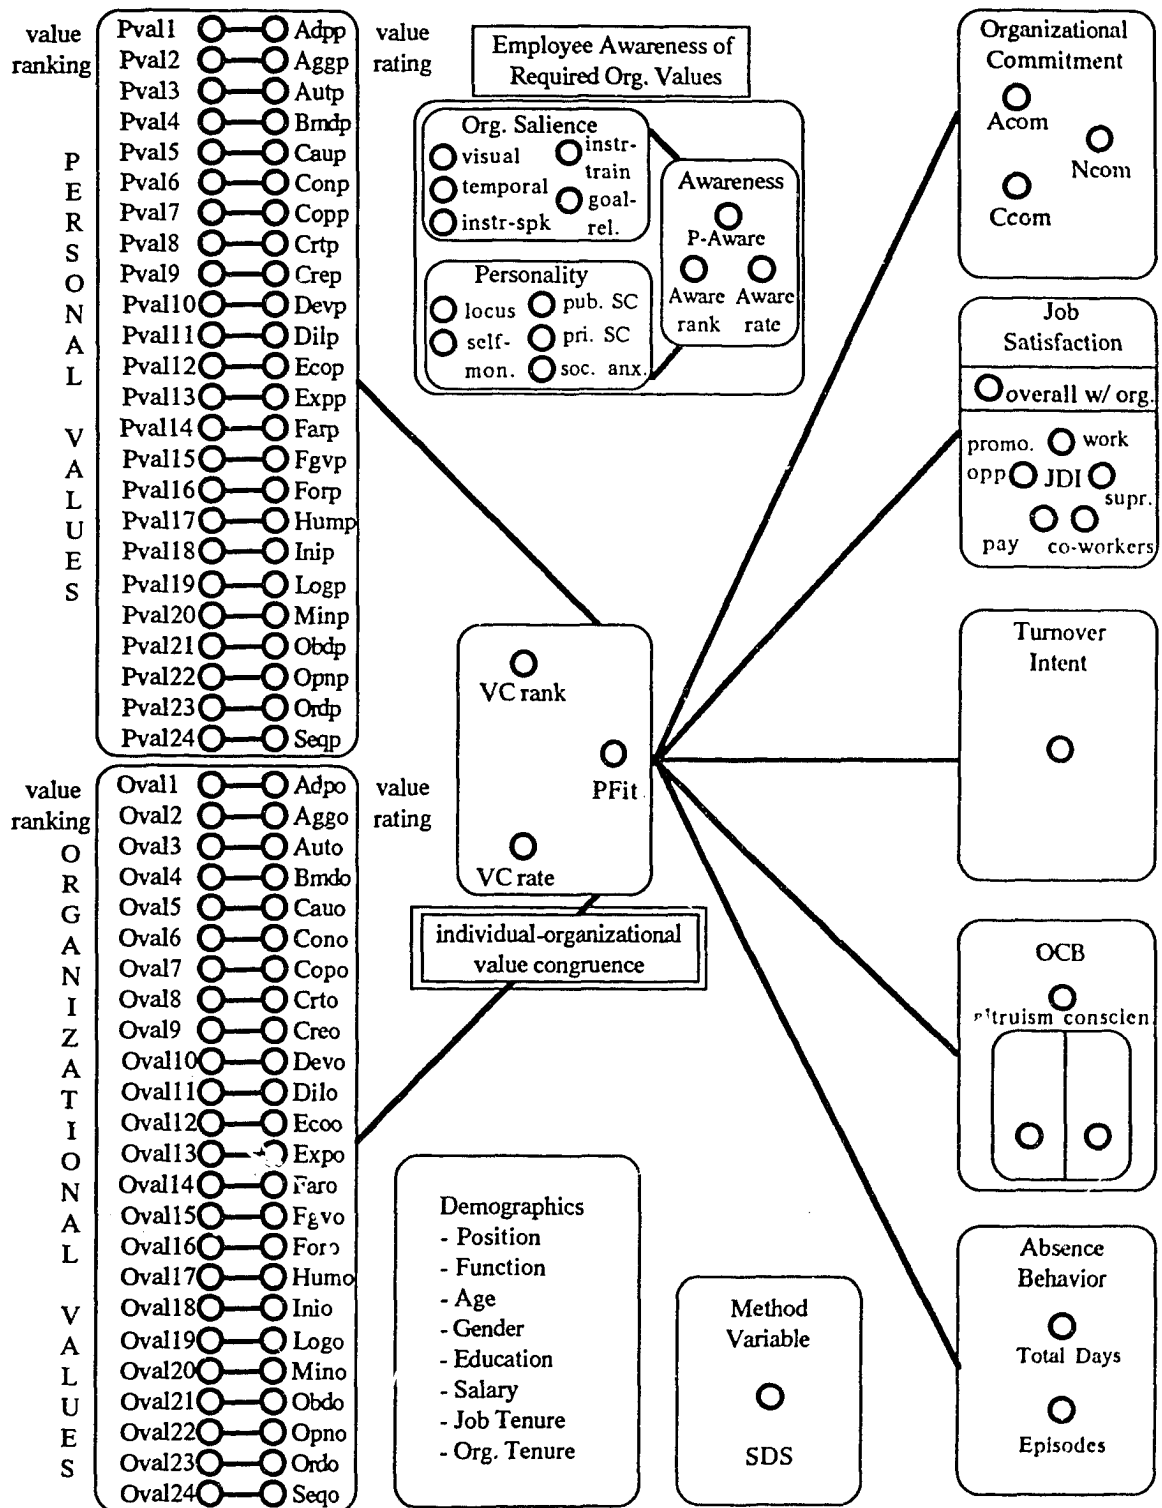 value
ranking
Pval1 Adpp
Pval2 Aggp
Pval3 Autp
Pval4 Brndp
Pval5 Caup
Pval6 Conp
Pval7 Copp
Pval8 Crtp
Pval9 Crep
Pval10 Devp
Pval11 Dilp
Pval12 Ecop
Pval13 Expp
Pval14 Farp
Pval15 Fgvp
Pval16 Forp
Pval17 Hump
Pval18 Inip
Pval19 Logp
Pval20 Minp
Pval21 Obdp
Pval22 Opnp
Pval23 Ordp
Pval24 Seqp
value
rating
PERSONAL VALUES
value
ranking
Oval1 Adpo
Oval2 Aggo
Oval3 Auto
Oval4 Brndo
Oval5 Cauo
Oval6 Cono
Oval7 Copo
Oval8 Crto
Oval9 Creo
Oval10 Devo
Oval11 Dilo
Oval12 Ecoo
Oval13 Expo
Oval14 Faro
Oval15 Fgvo
Oval16 Foro
Oval17 Humo
Oval18 Inio
Oval19 Logo
Oval20 Mino
Oval21 Obdo
Oval22 Opno
Oval23 Ordo
Oval24 Seqo
value
rating
ORGANIZATIONAL VALUES
Employee Awareness of
Required Org. Values
Org. Salience
visual
temporal
instr-spk
instr-
train
goal-
rel.
Personality
locus
self-
mon.
pub. SC
pri. SC
soc. anx.
Awareness
P-Aware
Aware
rank
Aware
rate
VC rank
PFit
VC rate
individual-organizational
value congruence
Demographics
- Position
- Function
- Age
- Gender
- Education
- Salary
- Job Tenure
- Org. Tenure
Method
Variable
SDS
Organizational
Commitment
Acom
Ncom
Ccom
Job
Satisfaction
overall w/ org.
promo.
opp
work
JDI
supr.
pay
co-workers
Turnover
Intent
OCB
conscien.
Absence
Behavior
Total Days
Episodes